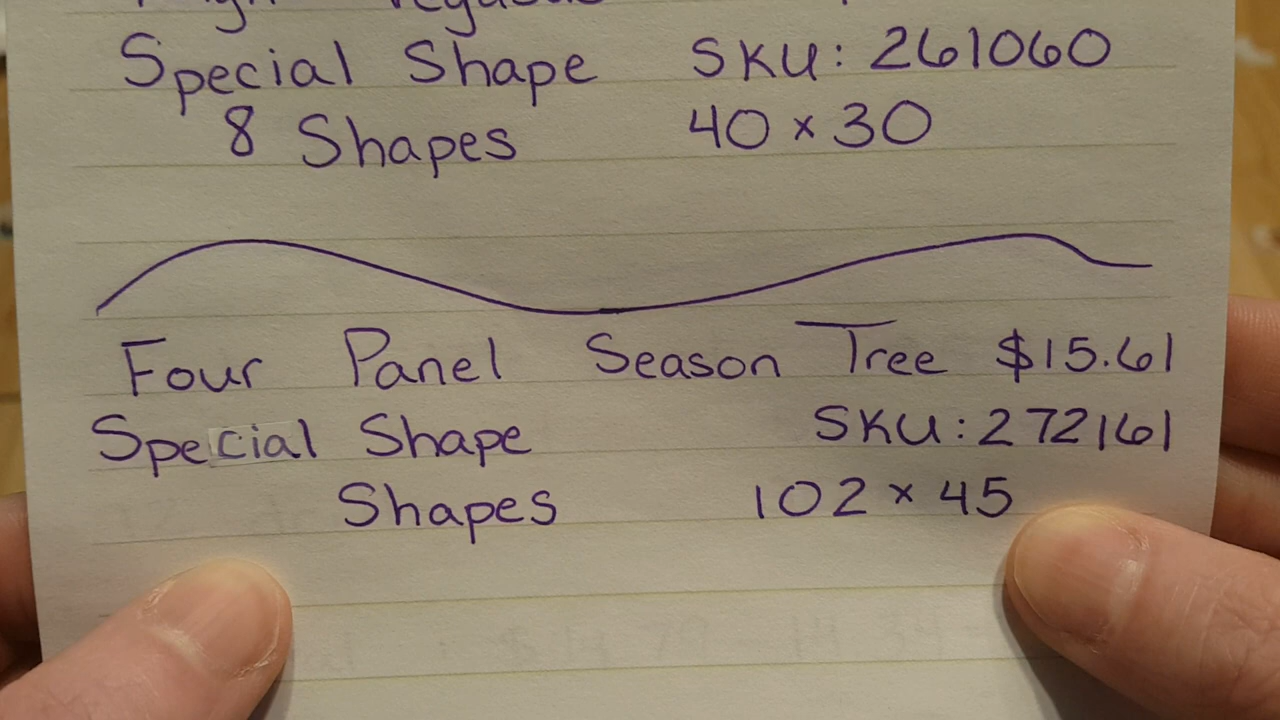 Special Shape SKU: 261060
8 Shapes 40 x 30
Four Panel Season Tree $15.61
Special Shape SKU: 272161
Shapes 102 x 45